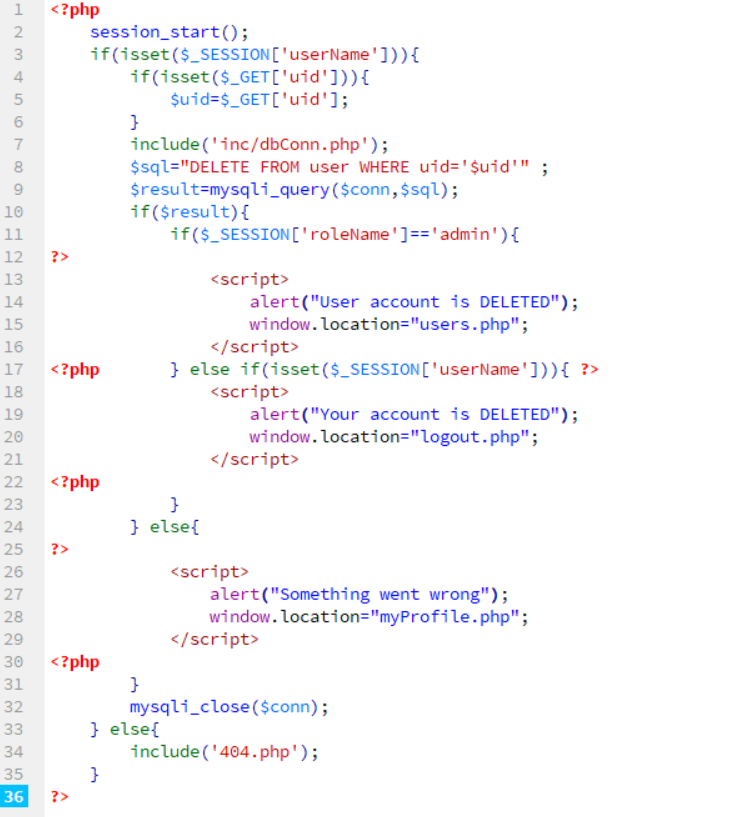 1 <?php
2     session_start();
3     if(isset($_SESSION['userName'])){
4         if(isset($_GET['uid'])){
5             $uid=$_GET['uid'];
6         }
7         include('inc/dbConn.php');
8         $sql="DELETE FROM user WHERE uid='$uid'" ;
9         $result=mysqli_query($conn,$sql);
10         if($result){
11             if($_SESSION['roleName']=='admin'){
12 ?>
13                 <script>
14                     alert("User account is DELETED");
15                     window.location="users.php";
16                 </script>
17 <?php       } else if(isset($_SESSION['userName'])){ ?>
18                 <script>
19                     alert("Your account is DELETED");
20                     window.location="logout.php";
21                 </script>
22 <?php
23             }
24         } else{
25 ?>
26             <script>
27                 alert("Something went wrong");
28                 window.location="myProfile.php";
29             </script>
30 <?php
31         }
32         mysqli_close($conn);
33     } else{
34         include('404.php');
35     }
36 ?>